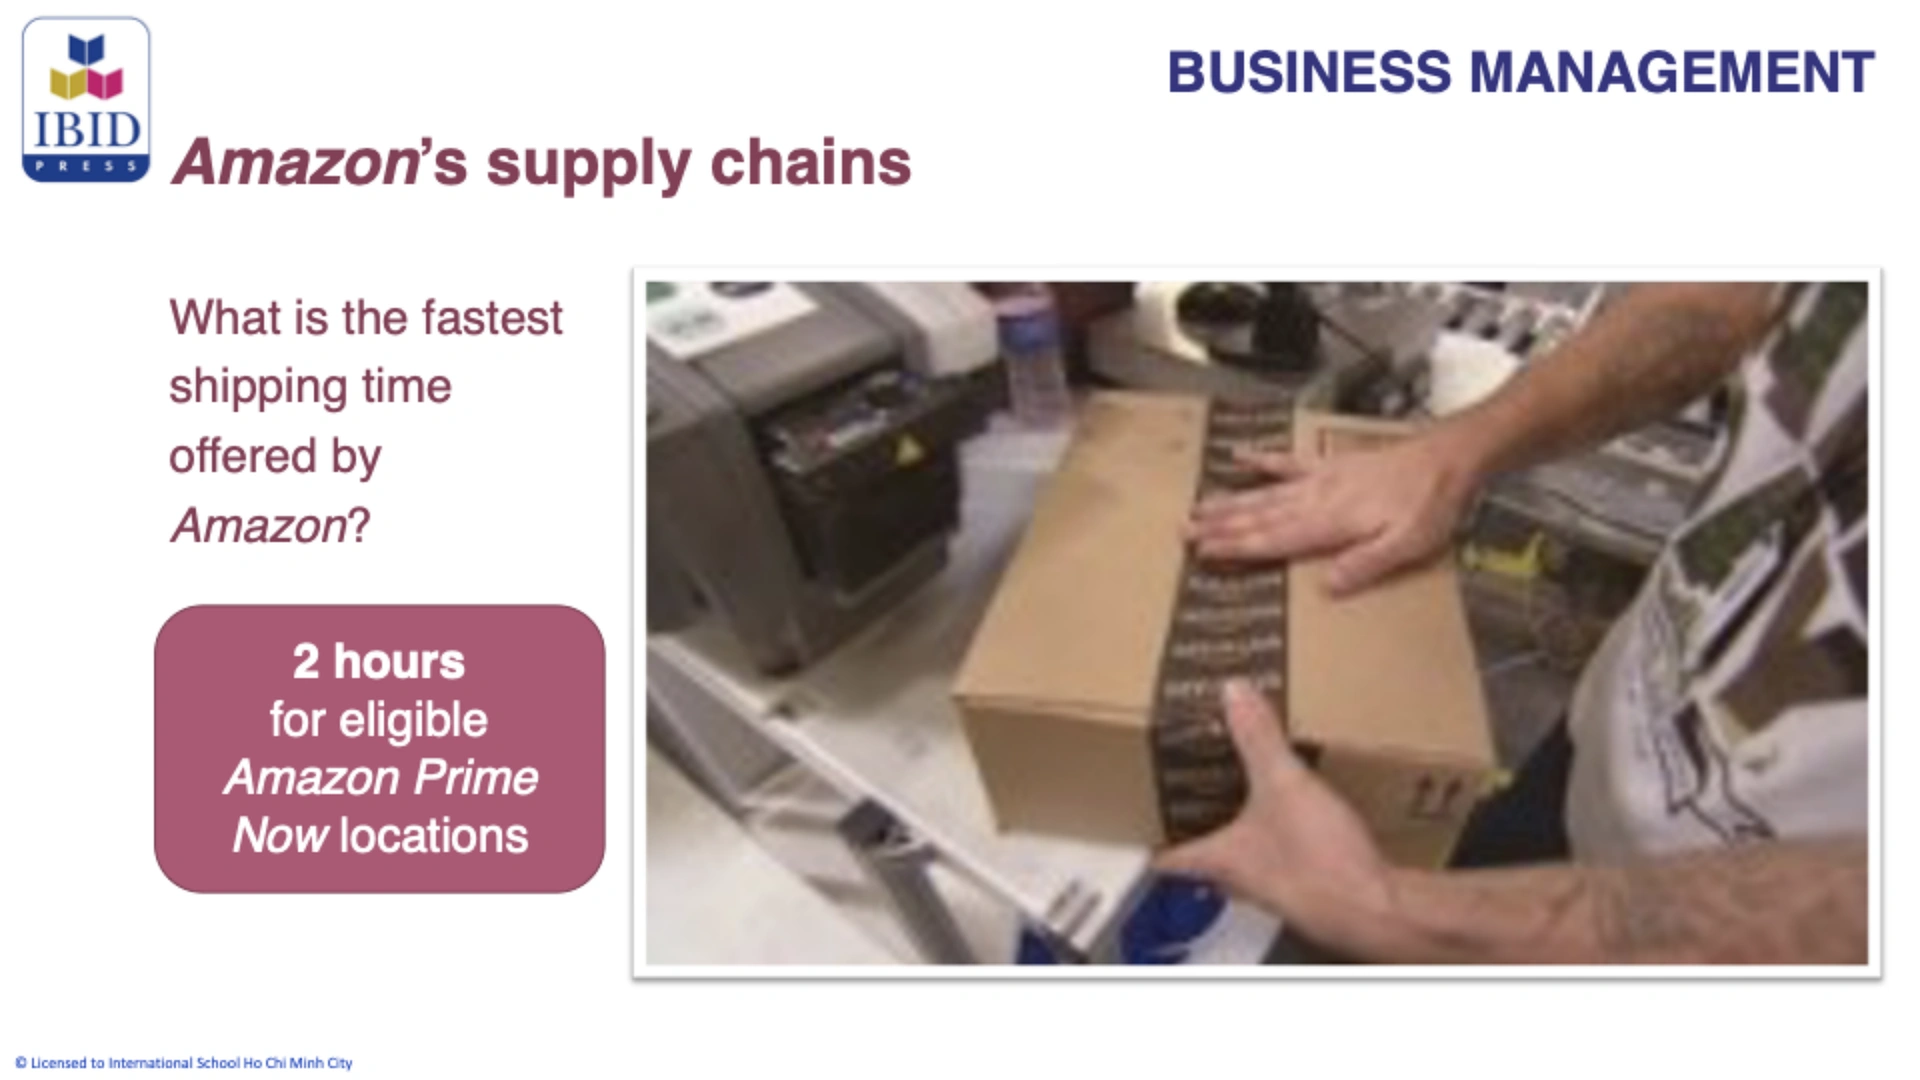 IBID
PRESS
BUSINESS MANAGEMENT
Amazon's supply chains
What is the fastest
shipping time
offered by
Amazon?
2 hours
for eligible
Amazon Prime
Now locations
© Licensed to International School Ho Chi Minh City